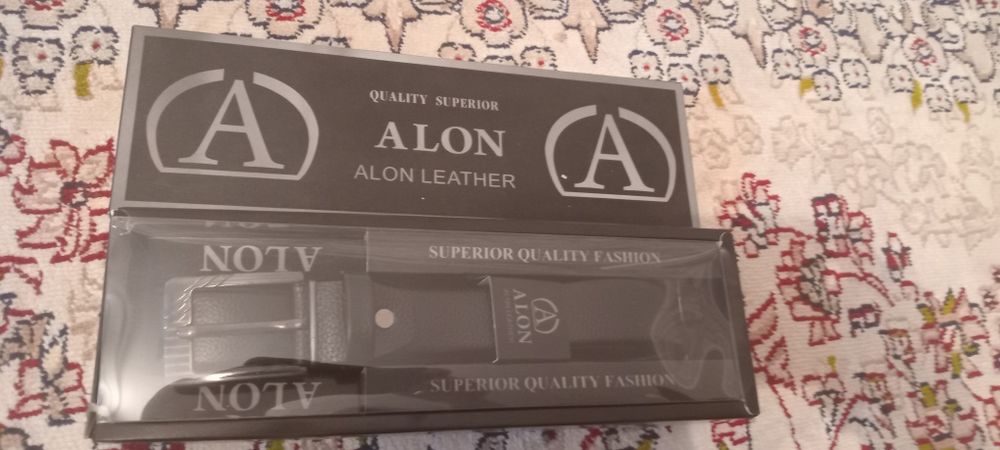 A
QUALITY SUPERIOR
ALON
ALON LEATHER
A
ALON
SUPERIOR QUALITY FASHION
A
ALON
ALON
SUPERIOR QUALITY FASHION